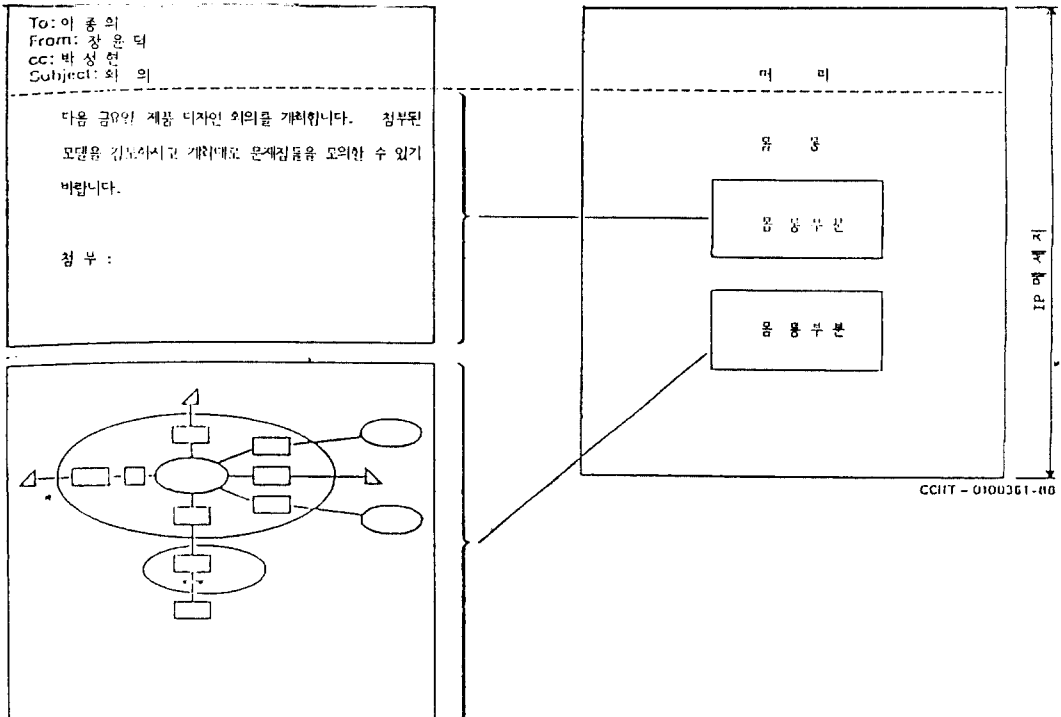 To: 이 종 의
From: 장 윤 덕
cc: 박 성 현
Subject: 회 의
다음 금요일 제품 디자인 회의를 개최합니다. 첨부된
모델을 검토하시고 계획대로 문제점들을 토의할 수 있기
바랍니다.
첨 부 :
머 리
몸 통
몸 통 부 분
몸 통 부 분
IP 메 세 지
CCITT - 0100361-88